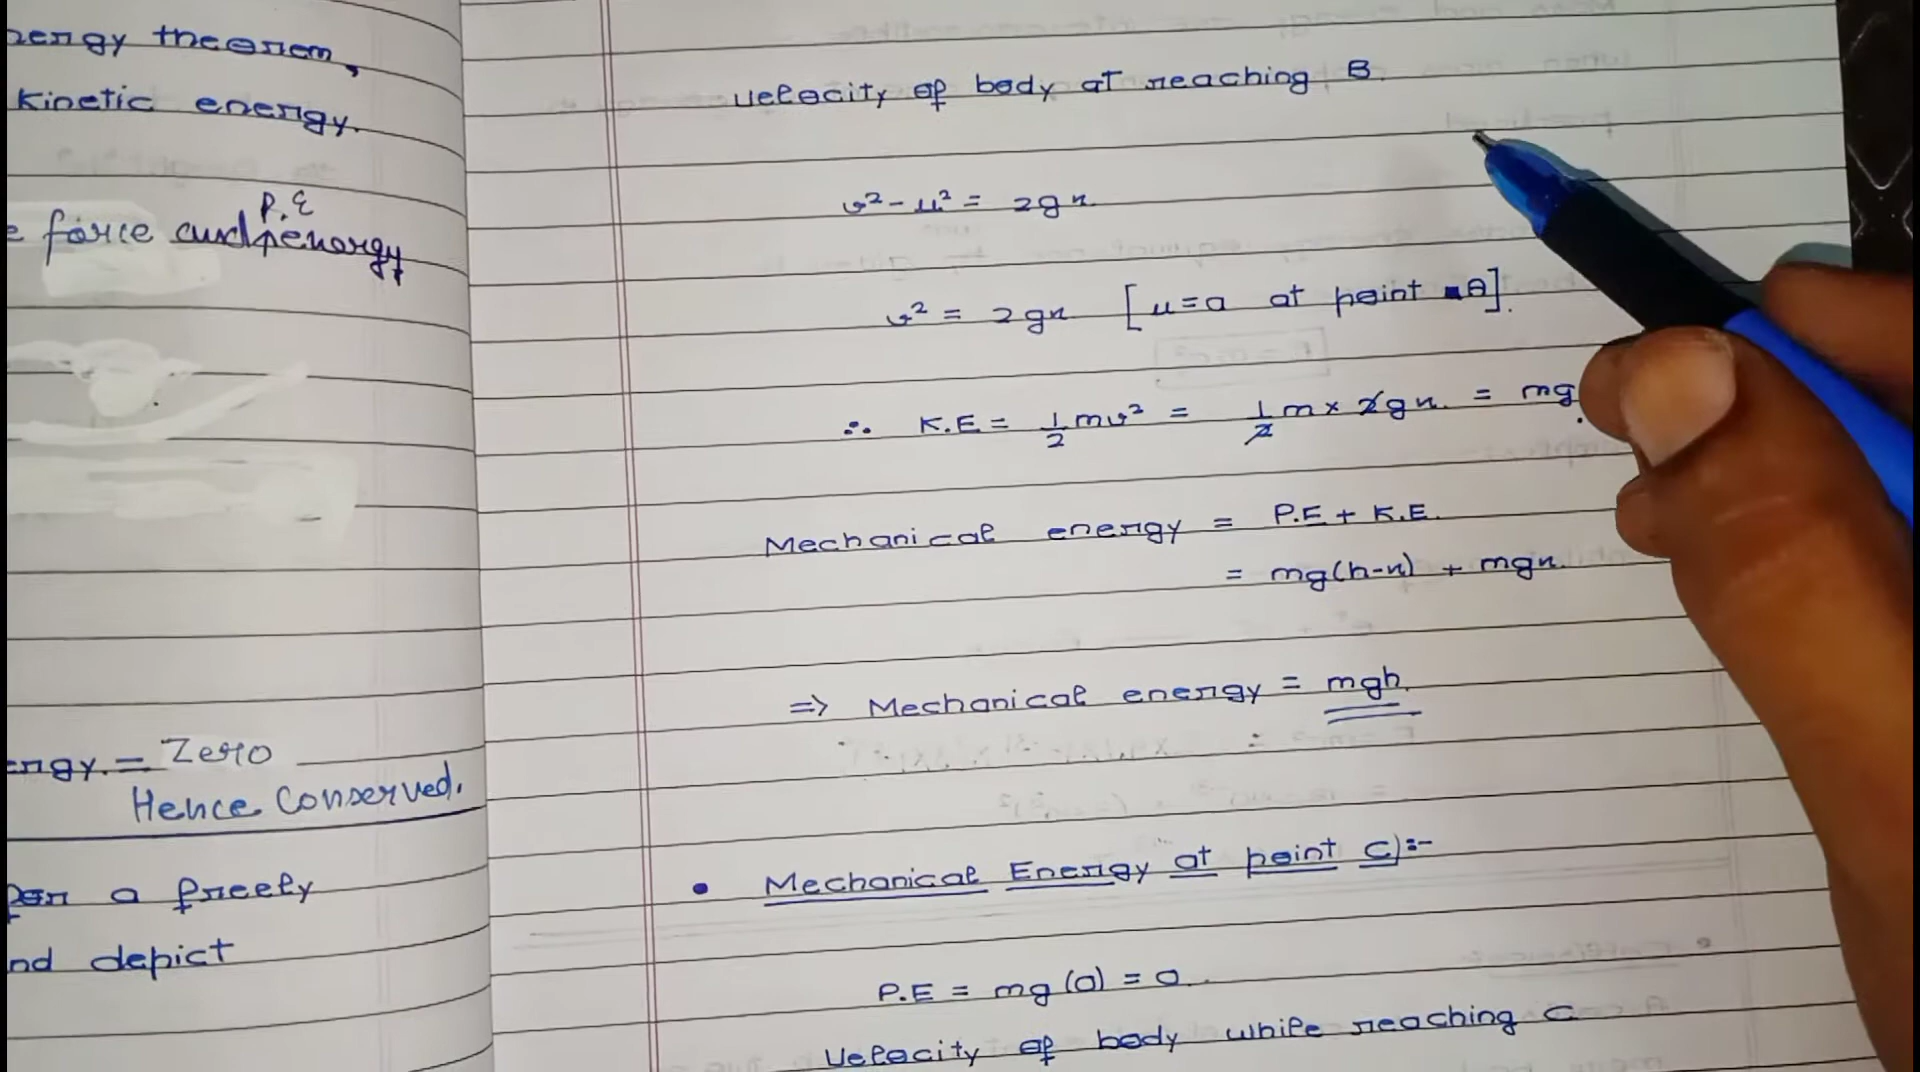 energy theorem,
kinetic energy.
force and P.E energy,
energy. = Zero
Hence Conserved.
a freely
and depict
velocity of body at reaching B.
v² - u² = 2gx
v² = 2gx [u=0 at point A].
∴ K.E = 1/2 mv² = 1/2 m x 2gx = mg
Mechanical energy = P.E + K.E.
= mg(h-x) + mgx.
=> Mechanical energy = mgh.
• Mechanical Energy at point C):-
P.E = mg (0) = 0.
Velocity of body while reaching C